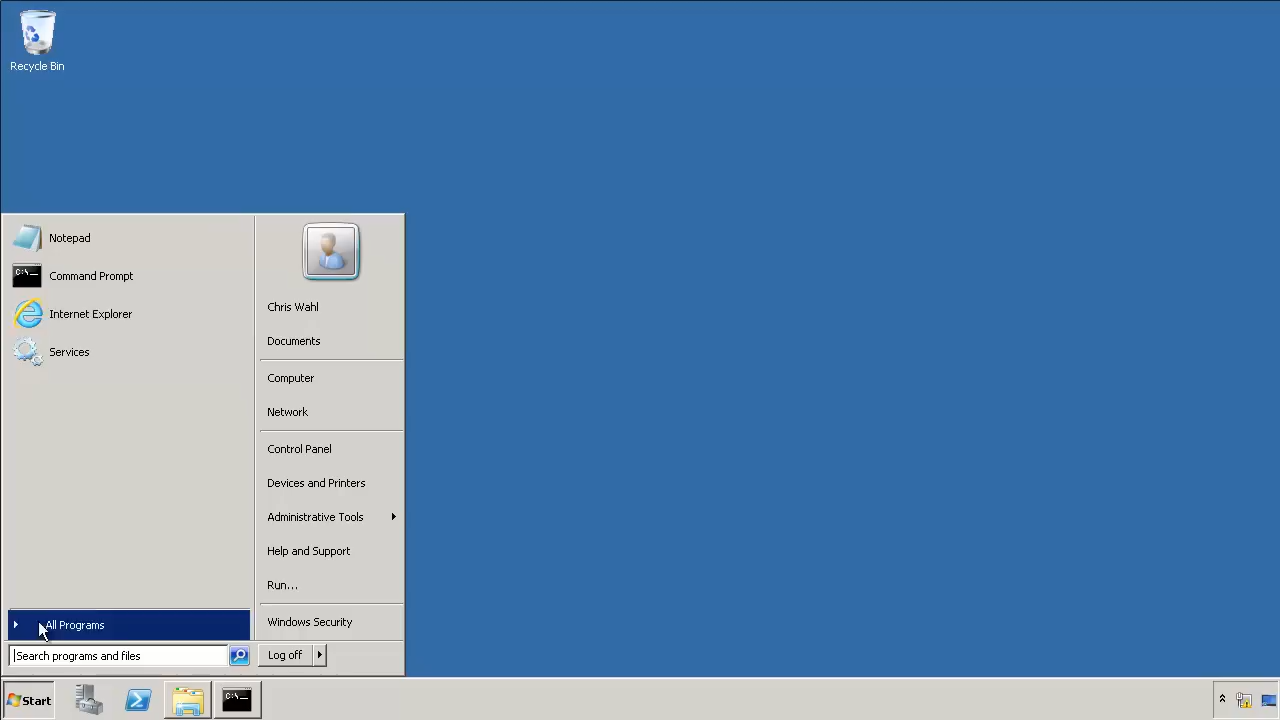 Recycle Bin
Notepad
Command Prompt
Internet Explorer
Services
All Programs
Search programs and files
Chris Wahl
Documents
Computer
Network
Control Panel
Devices and Printers
Administrative Tools
Help and Support
Run...
Windows Security
Log off
Start